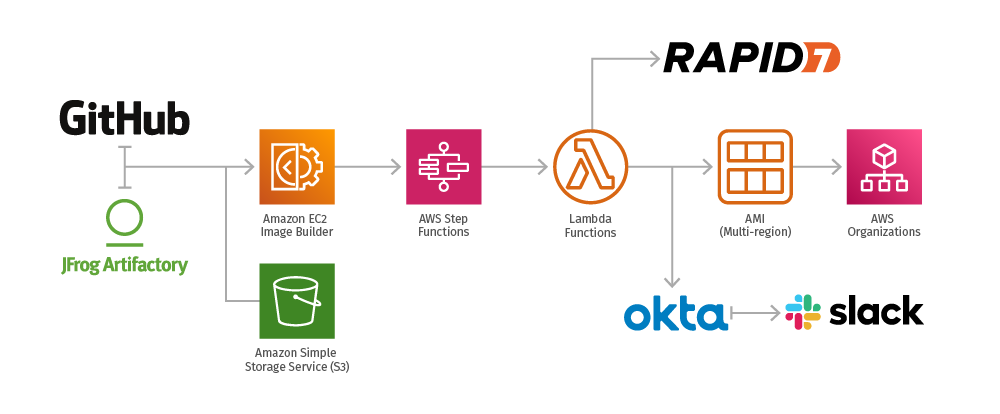 RAPID7
GitHub
Amazon EC2
Image Builder
AWS Step
Functions
Lambda
Functions
AMI
(Multi-region)
AWS
Organizations
JFrog Artifactory
okta
slack
Amazon Simple
Storage Service (S3)